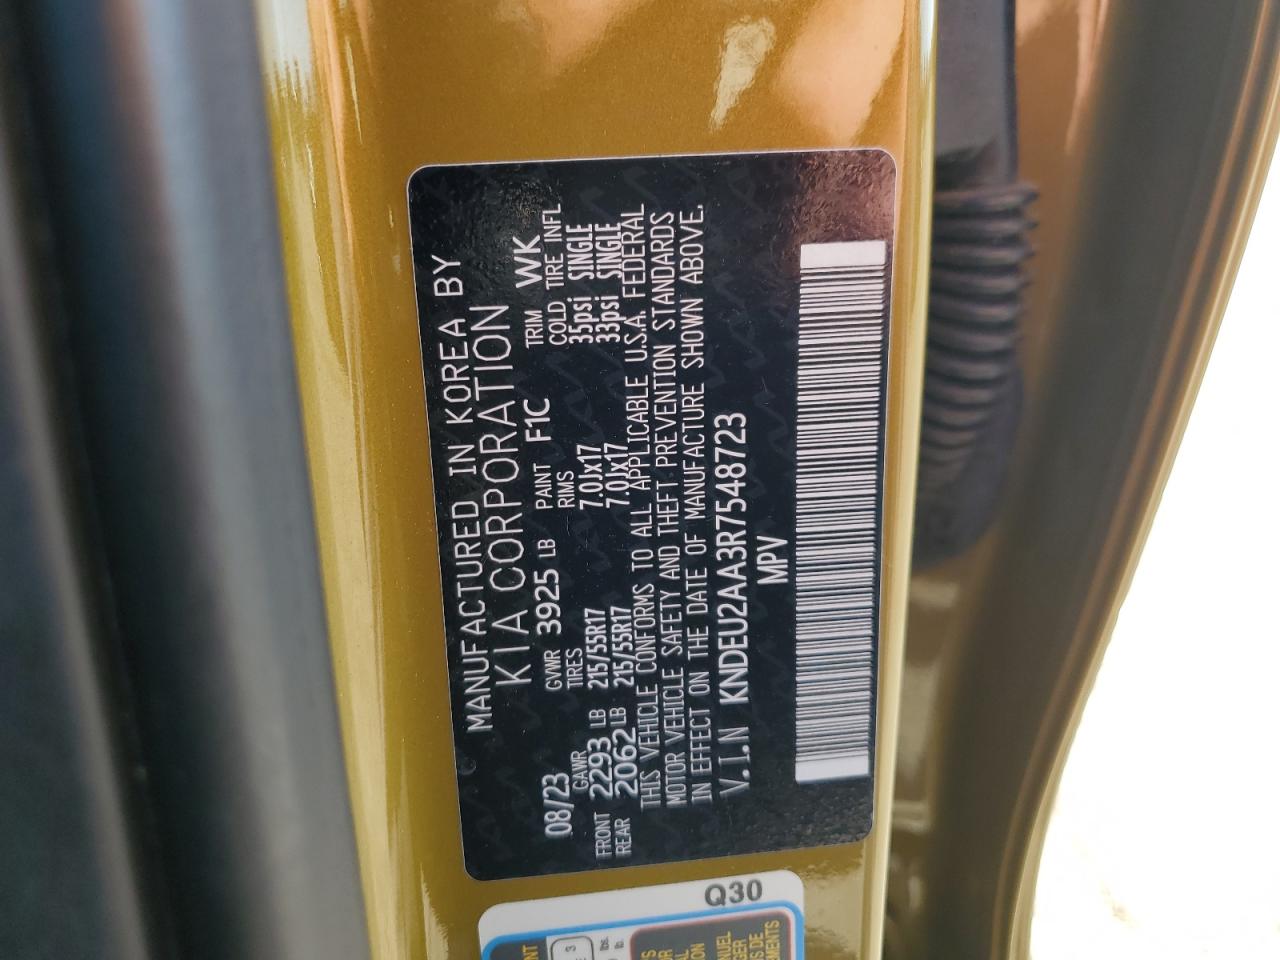 MANUFACTURED IN KOREA BY
KIA CORPORATION
08/23 GVWR 3925 LB PAINT F1C TRIM WK
GAWR TIRES RIMS COLD TIRE INFL
FRONT 2293 LB 215/55R17 7.0Jx17 35psi SINGLE
REAR 2062 LB 215/55R17 7.0Jx17 33psi SINGLE
THIS VEHICLE CONFORMS TO ALL APPLICABLE U.S.A. FEDERAL
MOTOR VEHICLE SAFETY AND THEFT PREVENTION STANDARDS
IN EFFECT ON THE DATE OF MANUFACTURE SHOWN ABOVE.
V.I.N KNDEU2AA3R7548723
MPV
Q30